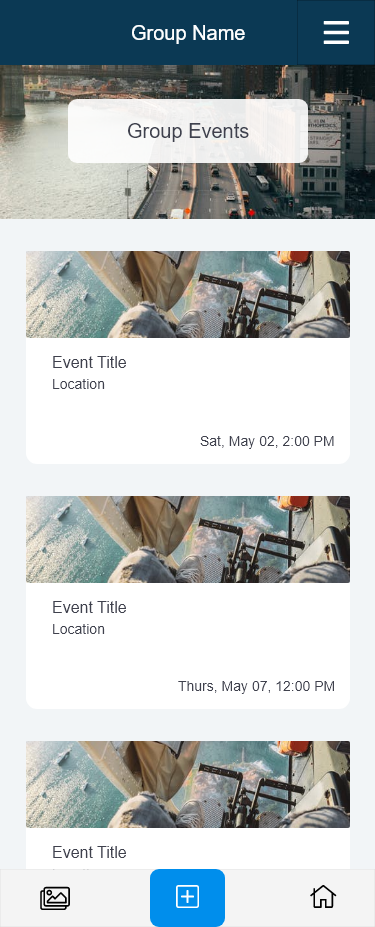 Group Name
Group Events
Event Title
Location
Sat, May 02, 2:00 PM
Event Title
Location
Thurs, May 07, 12:00 PM
Event Title